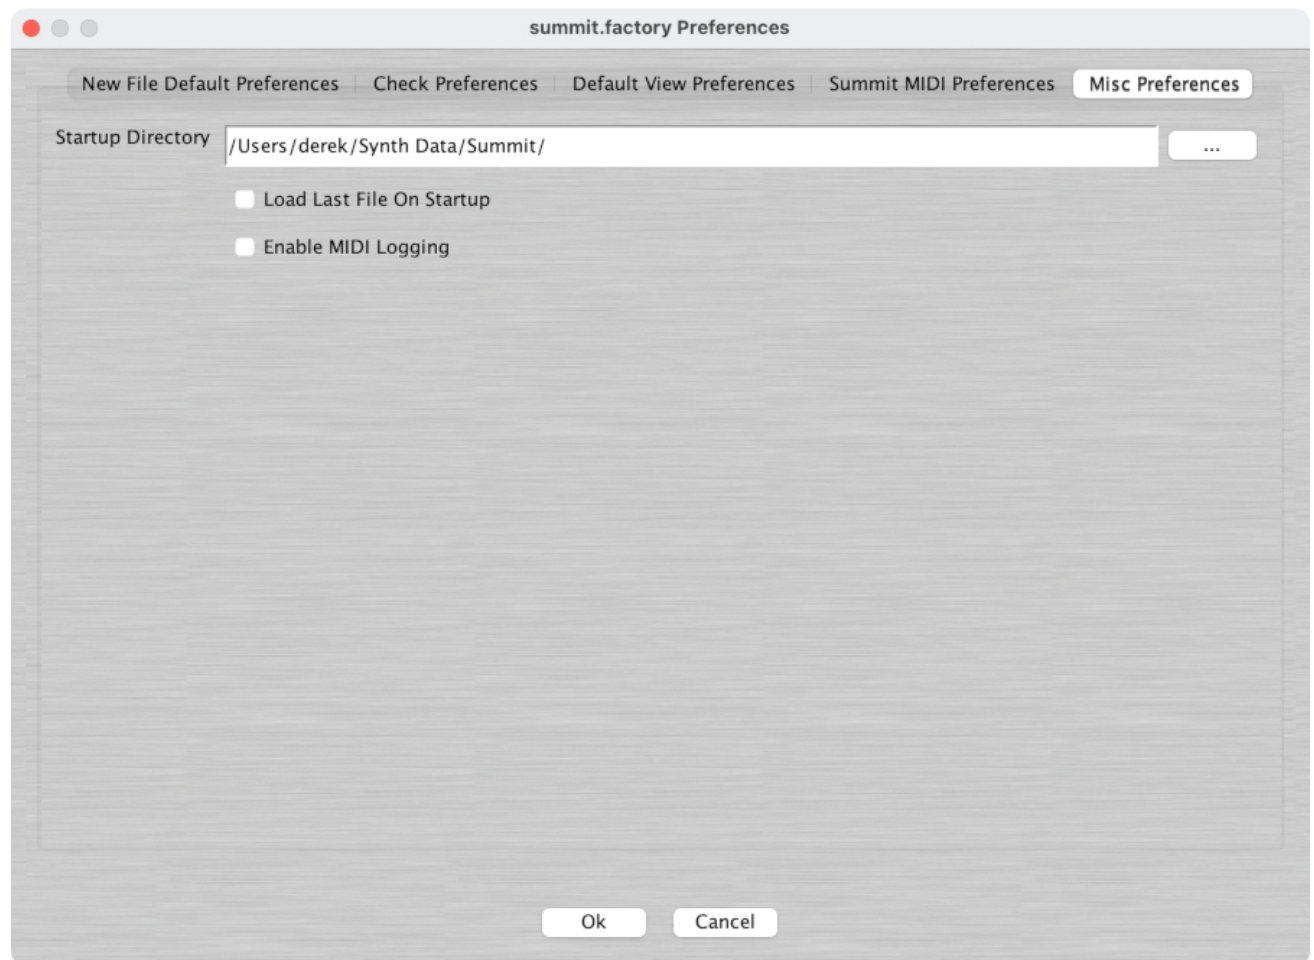 summit.factory Preferences
New File Default Preferences Check Preferences Default View Preferences Summit MIDI Preferences Misc Preferences
Startup Directory /Users/derek/Synth Data/Summit/ ...
Load Last File On Startup
Enable MIDI Logging
Ok Cancel